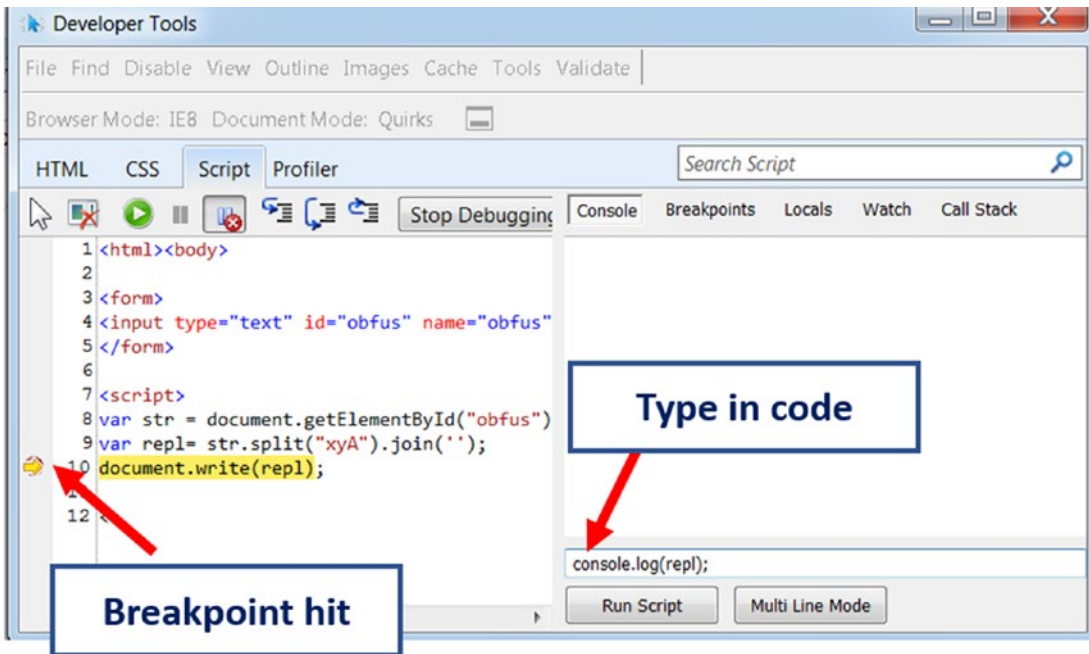 Developer Tools
File Find Disable View Outline Images Cache Tools Validate
Browser Mode: IE8 Document Mode: Quirks
HTML CSS Script Profiler Search Script
Stop Debugging Console Breakpoints Locals Watch Call Stack
1 <html><body>
2
3 <form>
4 <input type="text" id="obfus" name="obfus"
5 </form>
6
7 <script>
8 var str = document.getElementById("obfus")
9 var repl= str.split("xyA").join('');
10 document.write(repl);
12 <
Type in code
console.log(repl);
Run Script Multi Line Mode
Breakpoint hit